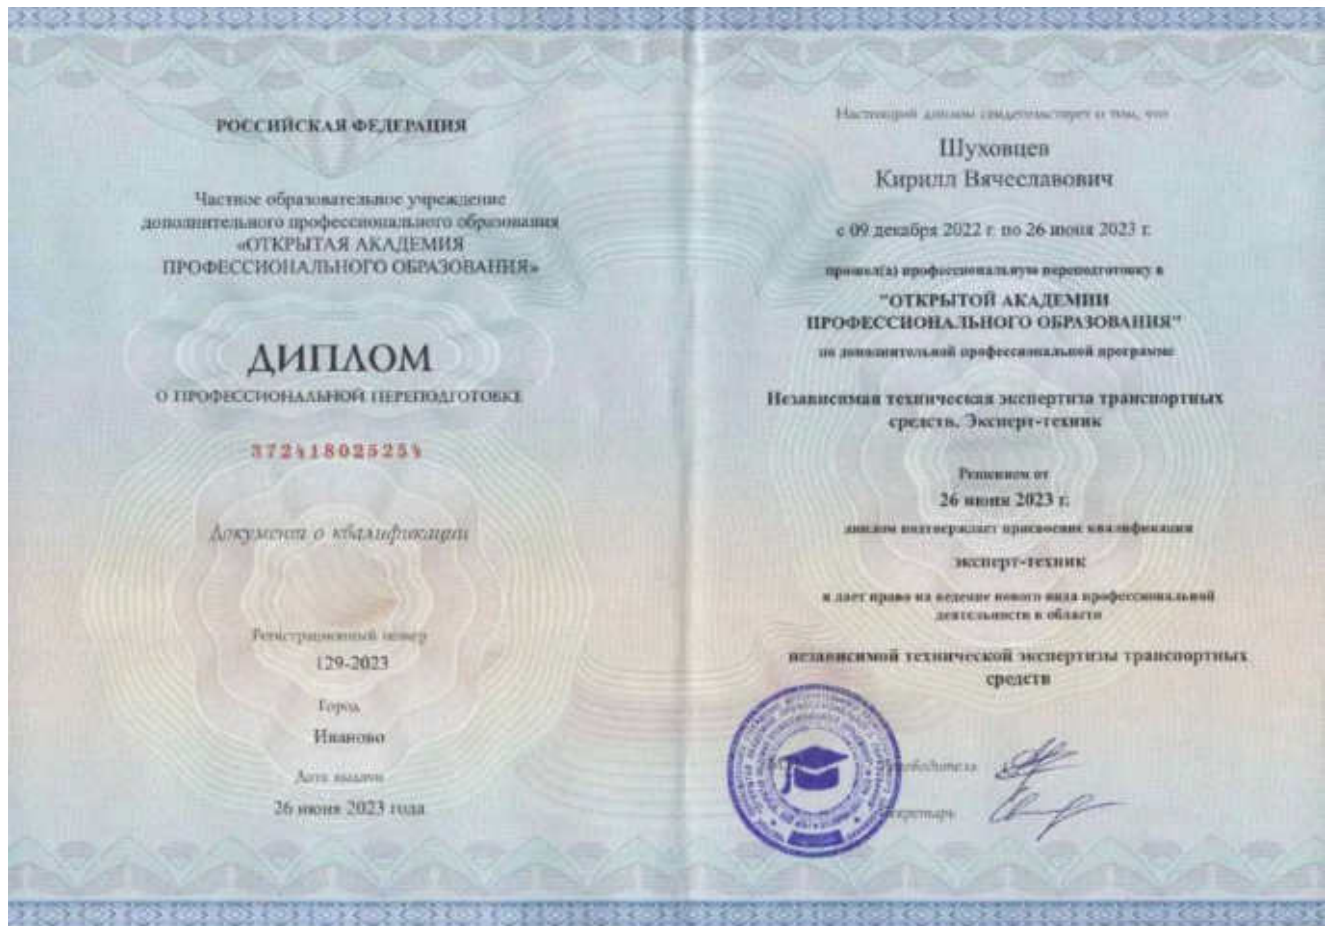 РОССИЙСКАЯ ФЕДЕРАЦИЯ
Частное образовательное учреждение
дополнительного профессионального образования
«ОТКРЫТАЯ АКАДЕМИЯ
ПРОФЕССИОНАЛЬНОГО ОБРАЗОВАНИЯ»
ДИПЛОМ
О ПРОФЕССИОНАЛЬНОЙ ПЕРЕПОДГОТОВКЕ
372418025254
Документ о квалификации
Регистрационный номер
129-2023
Город
Иваново
Дата выдачи
26 июня 2023 года
Настоящий диплом свидетельствует о том, что
Шуховцев
Кирилл Вячеславович
с 09 декабря 2022 г. по 26 июня 2023 г.
прошел(а) профессиональную переподготовку в
"ОТКРЫТОЙ АКАДЕМИИ
ПРОФЕССИОНАЛЬНОГО ОБРАЗОВАНИЯ"
по дополнительной профессиональной программе
Независимая техническая экспертиза транспортных
средств. Эксперт-техник
Решением от
26 июня 2023 г.
диплом подтверждает присвоение квалификации
эксперт-техник
и дает право на ведение нового вида профессиональной
деятельности в области
независимой технической экспертизы транспортных
средств
Руководитель
Секретарь